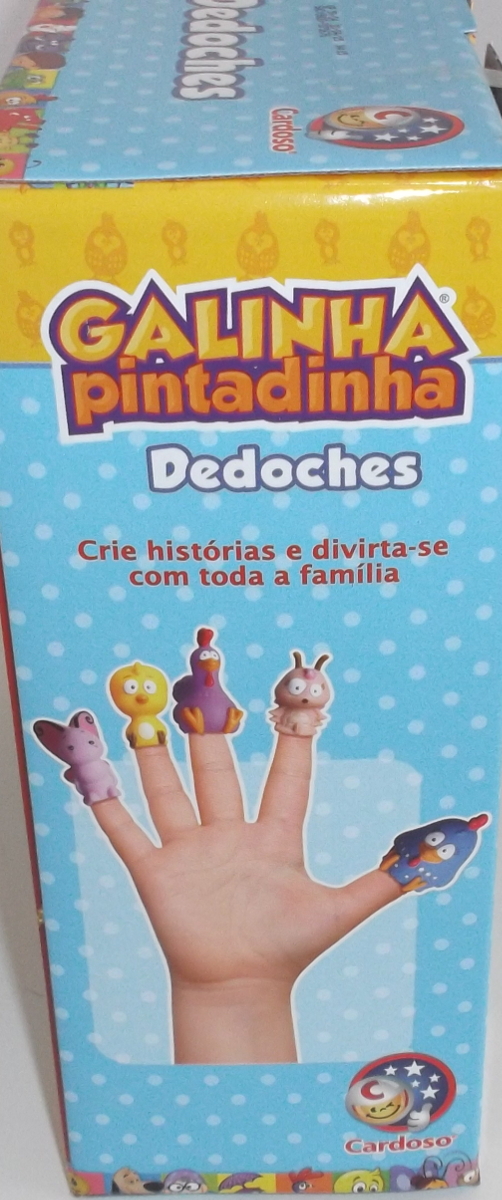 Dedoches
Cardoso
GALINHA®
pintadinha
Dedoches
Crie histórias e divirta-se
com toda a família
Cardoso